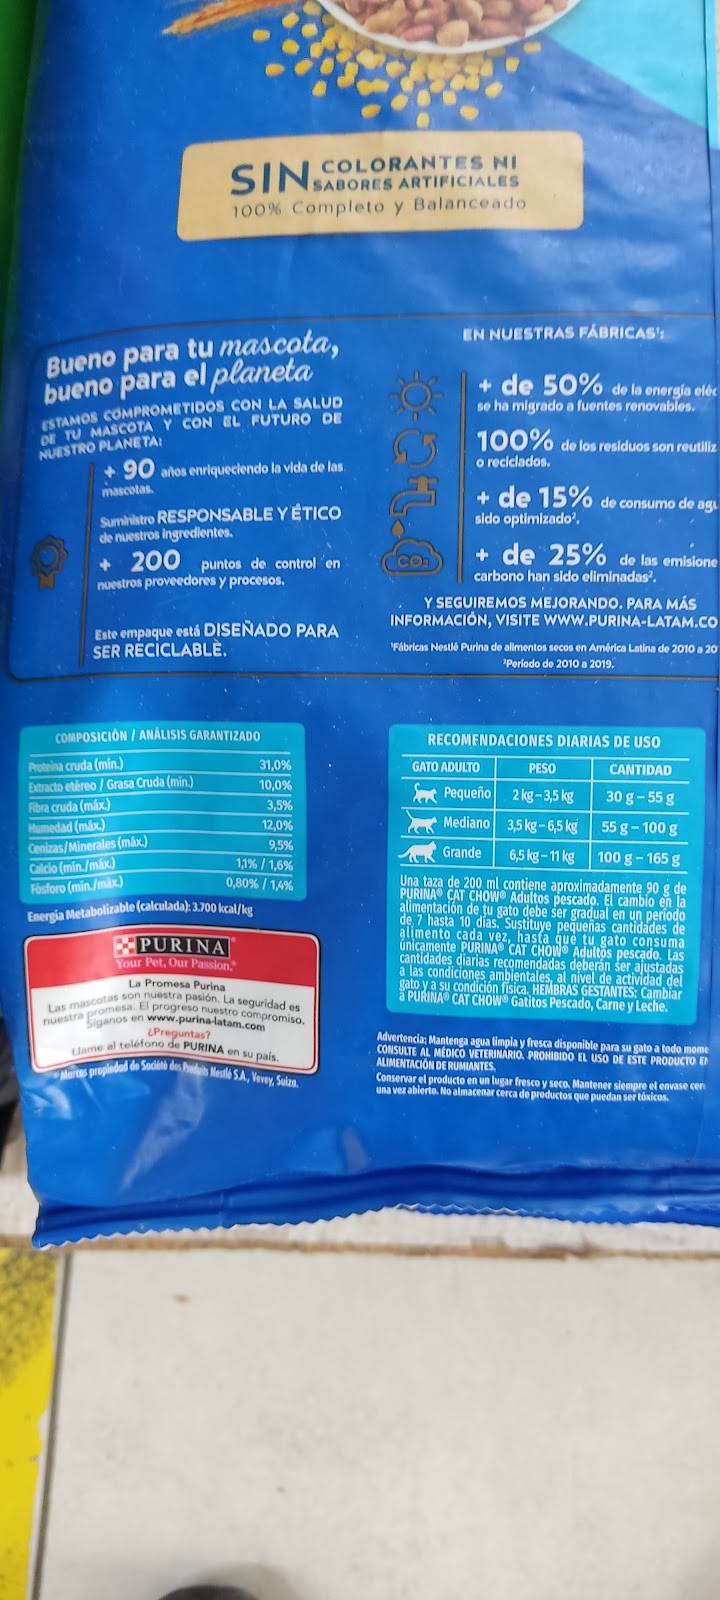 SIN COLORANTES NI
SABORES ARTIFICIALES
100% Completo y Balanceado
Bueno para tu mascota,
bueno para el planeta
ESTAMOS COMPROMETIDOS CON LA SALUD
DE TU MASCOTA Y CON EL FUTURO DE
NUESTRO PLANETA:
+ 90 años enriqueciendo la vida de las
mascotas.
Suministro RESPONSABLE Y ÉTICO
de nuestros ingredientes.
+ 200 puntos de control en
nuestros proveedores y procesos.
Este empaque está DISEÑADO PARA
SER RECICLABLE.
EN NUESTRAS FÁBRICAS¹:
+ de 50% de la energía eléc
se ha migrado a fuentes renovables.
100% de los residuos son reutiliz
o reciclados.
+ de 15% de consumo de agu
sido optimizado².
CO₂
+ de 25% de las emisione
carbono han sido eliminadas².
Y SEGUIREMOS MEJORANDO. PARA MÁS
INFORMACIÓN, VISITE WWW.PURINA-LATAM.CO
¹Fábricas Nestlé Purina de alimentos secos en América Latina de 2010 a 20
²Período de 2010 a 2019.
COMPOSICIÓN / ANÁLISIS GARANTIZADO
Proteína cruda (mín.) 31,0%
Extracto etéreo / Grasa Cruda (mín.) 10,0%
Fibra cruda (máx.) 3,5%
Humedad (máx.) 12,0%
Cenizas/Minerales (máx.) 9,5%
Calcio (mín./máx.) 1,1% / 1,6%
Fósforo (mín./máx.) 0,80% / 1,4%
Energía Metabolizable (calculada): 3.700 kcal/kg
PURINA
Your Pet, Our Passion.®
La Promesa Purina
Las mascotas son nuestra pasión. La seguridad es
nuestra promesa. El progreso nuestro compromiso.
Síganos en www.purina-latam.com
¿Preguntas?
Llame al teléfono de PURINA en su país.
Marcas propiedad de Société des Produits Nestlé S.A., Vevey, Suiza.
RECOMENDACIONES DIARIAS DE USO
GATO ADULTO PESO CANTIDAD
Pequeño 2 kg – 3,5 kg 30 g – 55 g
Mediano 3,5 kg – 6,5 kg 55 g – 100 g
Grande 6,5 kg – 11 kg 100 g – 165 g
Una taza de 200 ml contiene aproximadamente 90 g de
PURINA® CAT CHOW® Adultos pescado. El cambio en la
alimentación de tu gato debe ser gradual en un período
de 7 hasta 10 días. Sustituye pequeñas cantidades de
alimento cada vez, hasta que tu gato consuma
únicamente PURINA® CAT CHOW® Adultos pescado. Las
cantidades diarias recomendadas deberán ser ajustadas
a las condiciones ambientales, al nivel de actividad del
gato y a su condición física. HEMBRAS GESTANTES: Cambiar
a PURINA® CAT CHOW® Gatitos Pescado, Carne y Leche.
Advertencia: Mantenga agua limpia y fresca disponible para su gato a todo mome
CONSULTE AL MÉDICO VETERINARIO. PROHIBIDO EL USO DE ESTE PRODUCTO EN
ALIMENTACIÓN DE RUMIANTES.
Conservar el producto en un lugar fresco y seco. Mantener siempre el envase cerr
una vez abierto. No almacenar cerca de productos que puedan ser tóxicos.